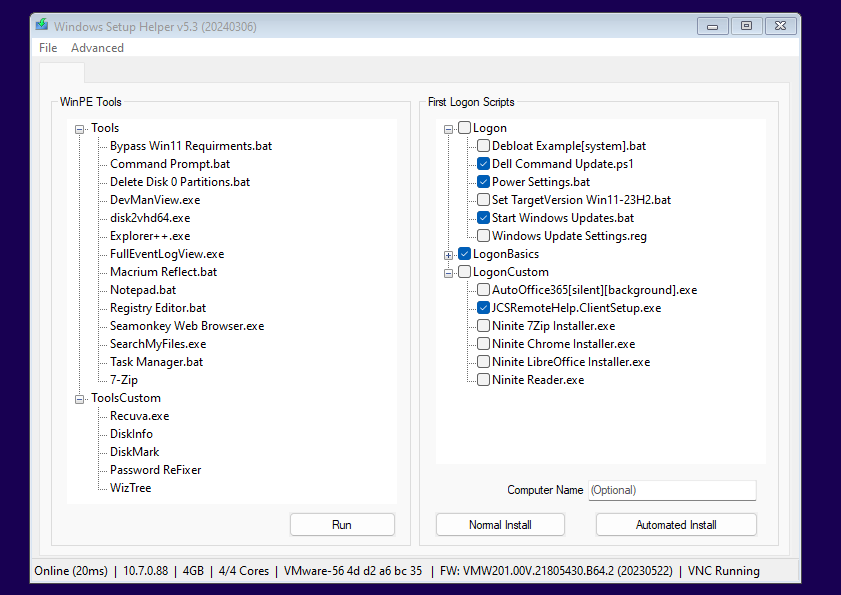 Windows Setup Helper v5.3 (20240306)
File Advanced
WinPE Tools
Tools
Bypass Win11 Requirments.bat
Command Prompt.bat
Delete Disk 0 Partitions.bat
DevManView.exe
disk2vhd64.exe
Explorer++.exe
FullEventLogView.exe
Macrium Reflect.bat
Notepad.bat
Registry Editor.bat
Seamonkey Web Browser.exe
SearchMyFiles.exe
Task Manager.bat
7-Zip
ToolsCustom
Recuva.exe
DiskInfo
DiskMark
Password ReFixer
WizTree
Run
First Logon Scripts
Logon
Debloat Example[system].bat
Dell Command Update.ps1
Power Settings.bat
Set TargetVersion Win11-23H2.bat
Start Windows Updates.bat
Windows Update Settings.reg
LogonBasics
LogonCustom
AutoOffice365[silent][background].exe
JCSRemoteHelp.ClientSetup.exe
Ninite 7Zip Installer.exe
Ninite Chrome Installer.exe
Ninite LibreOffice Installer.exe
Ninite Reader.exe
Computer Name (Optional)
Normal Install Automated Install
Online (20ms) | 10.7.0.88 | 4GB | 4/4 Cores | VMware-56 4d d2 a6 bc 35 | FW: VMW201.00V.21805430.B64.2 (20230522) | VNC Running